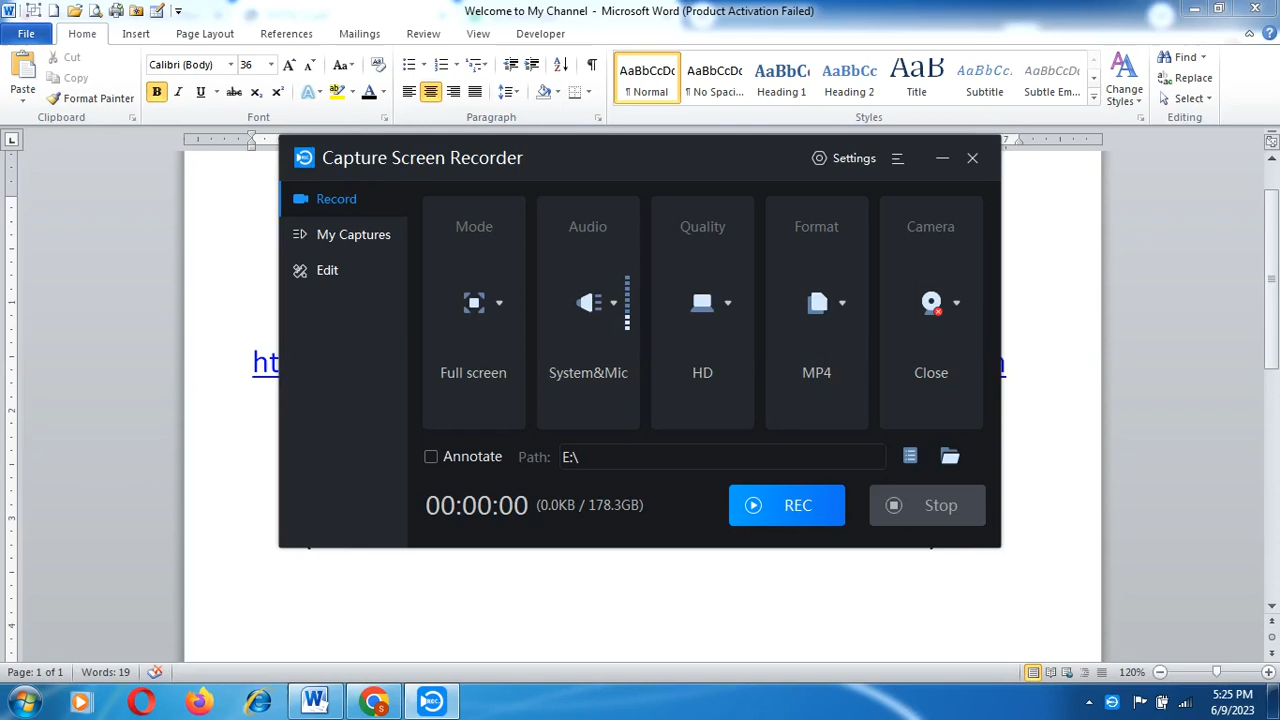 Welcome to My Channel - Microsoft Word (Product Activation Failed)
File Home Insert Page Layout References Mailings Review View Developer
Paste
Cut
Copy
Format Painter
Clipboard
Calibri (Body) 36
Font
Paragraph
AaBbCcDc AaBbCcDc AaBbCc AaBbCc AaB AaBbCc. AaBbCcDc
¶ Normal ¶ No Spaci... Heading 1 Heading 2 Title Subtitle Subtle Em...
Change Styles
Styles
Find
Replace
Select
Editing
Capture Screen Recorder
Settings
Record
My Captures
Edit
Mode Audio Quality Format Camera
Full screen System&Mic HD MP4 Close
Annotate Path: E:\
00:00:00 (0.0KB / 178.3GB) REC Stop
ht
Page: 1 of 1 Words: 19 120%
5:25 PM
6/9/2023